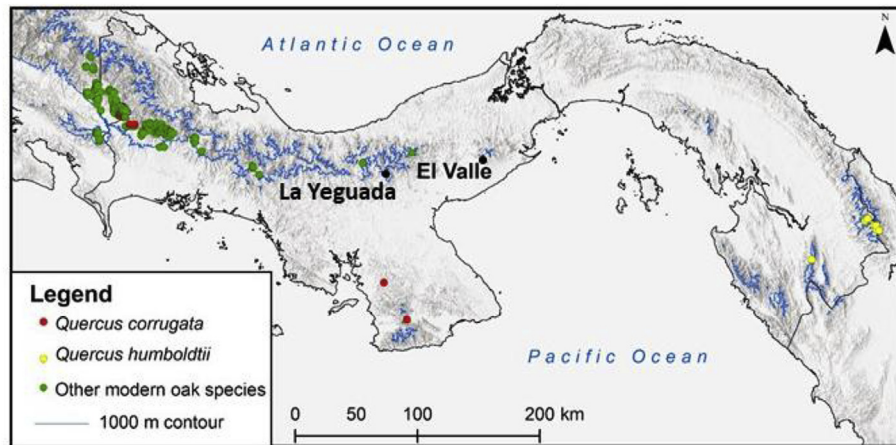 N
Atlantic Ocean
El Valle
La Yeguada
Legend
Quercus corrugata
Quercus humboldtii
Other modern oak species
1000 m contour
Pacific Ocean
0 50 100 200 km